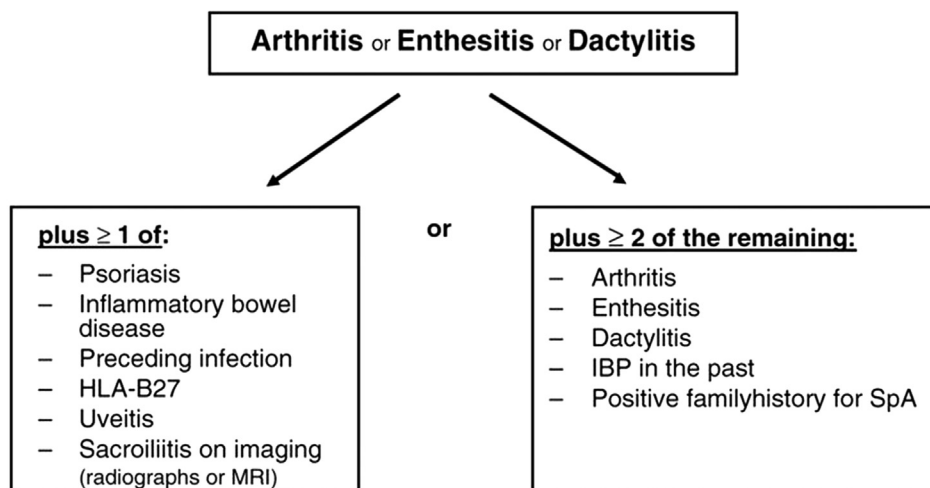 Arthritis or Enthesitis or Dactylitis
plus ≥ 1 of:
– Psoriasis
– Inflammatory bowel
disease
– Preceding infection
– HLA-B27
– Uveitis
– Sacroiliitis on imaging
(radiographs or MRI)
or
plus ≥ 2 of the remaining:
– Arthritis
– Enthesitis
– Dactylitis
– IBP in the past
– Positive familyhistory for SpA